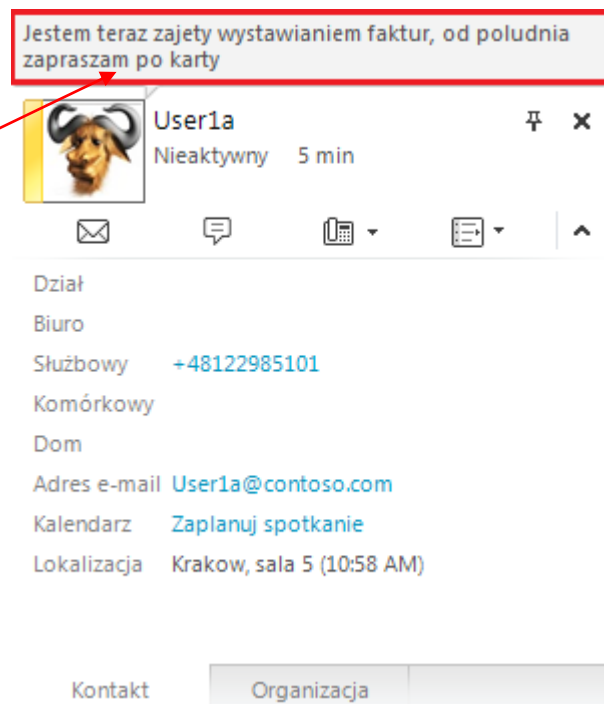 Jestem teraz zajety wystawianiem faktur, od poludnia
zapraszam po karty
User1a
Nieaktywny 5 min
Dział
Biuro
Służbowy +48122985101
Komórkowy
Dom
Adres e-mail User1a@contoso.com
Kalendarz Zaplanuj spotkanie
Lokalizacja Krakow, sala 5 (10:58 AM)
Kontakt Organizacja